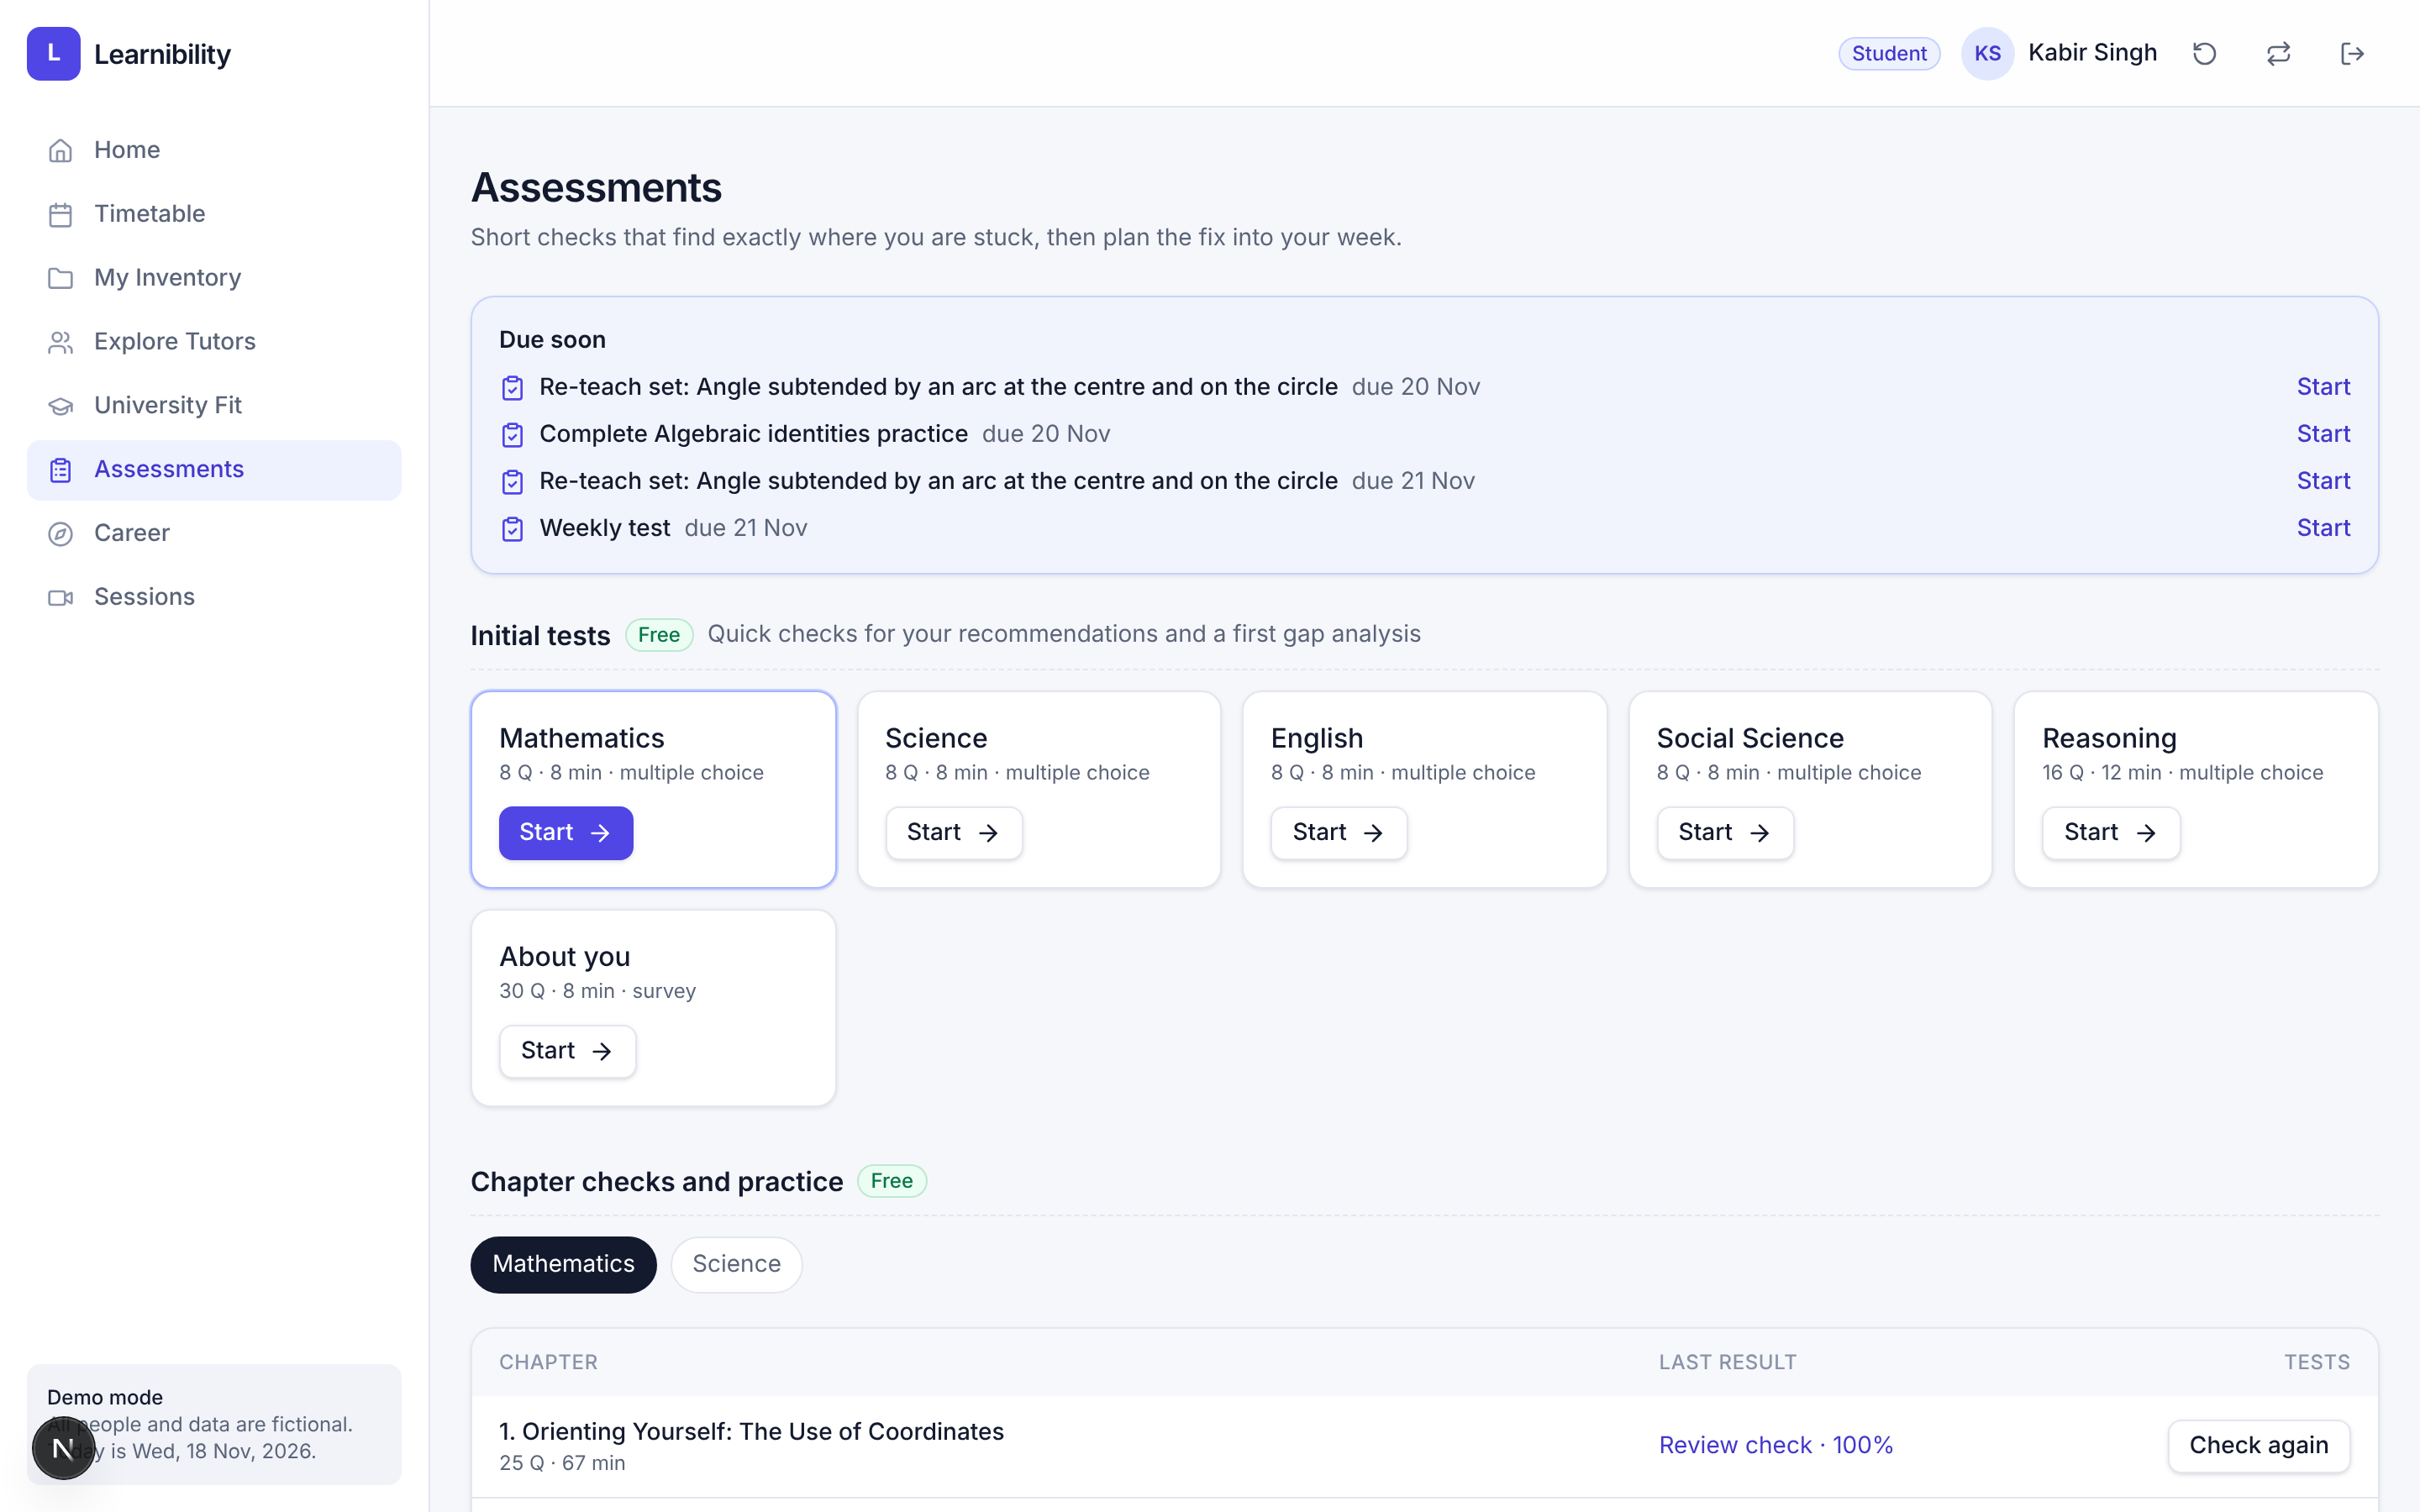 L Learnibility
Student KS Kabir Singh
Home
Timetable
My Inventory
Explore Tutors
University Fit
Assessments
Career
Sessions
Demo mode
people and data are fictional.
is Wed, 18 Nov, 2026.
N
Assessments
Short checks that find exactly where you are stuck, then plan the fix into your week.
Due soon
Re-teach set: Angle subtended by an arc at the centre and on the circle due 20 Nov Start
Complete Algebraic identities practice due 20 Nov Start
Re-teach set: Angle subtended by an arc at the centre and on the circle due 21 Nov Start
Weekly test due 21 Nov Start
Initial tests Free Quick checks for your recommendations and a first gap analysis
Mathematics
8 Q · 8 min · multiple choice
Start
Science
8 Q · 8 min · multiple choice
Start
English
8 Q · 8 min · multiple choice
Start
Social Science
8 Q · 8 min · multiple choice
Start
Reasoning
16 Q · 12 min · multiple choice
Start
About you
30 Q · 8 min · survey
Start
Chapter checks and practice Free
Mathematics Science
CHAPTER LAST RESULT TESTS
1. Orienting Yourself: The Use of Coordinates
25 Q · 67 min
Review check · 100% Check again